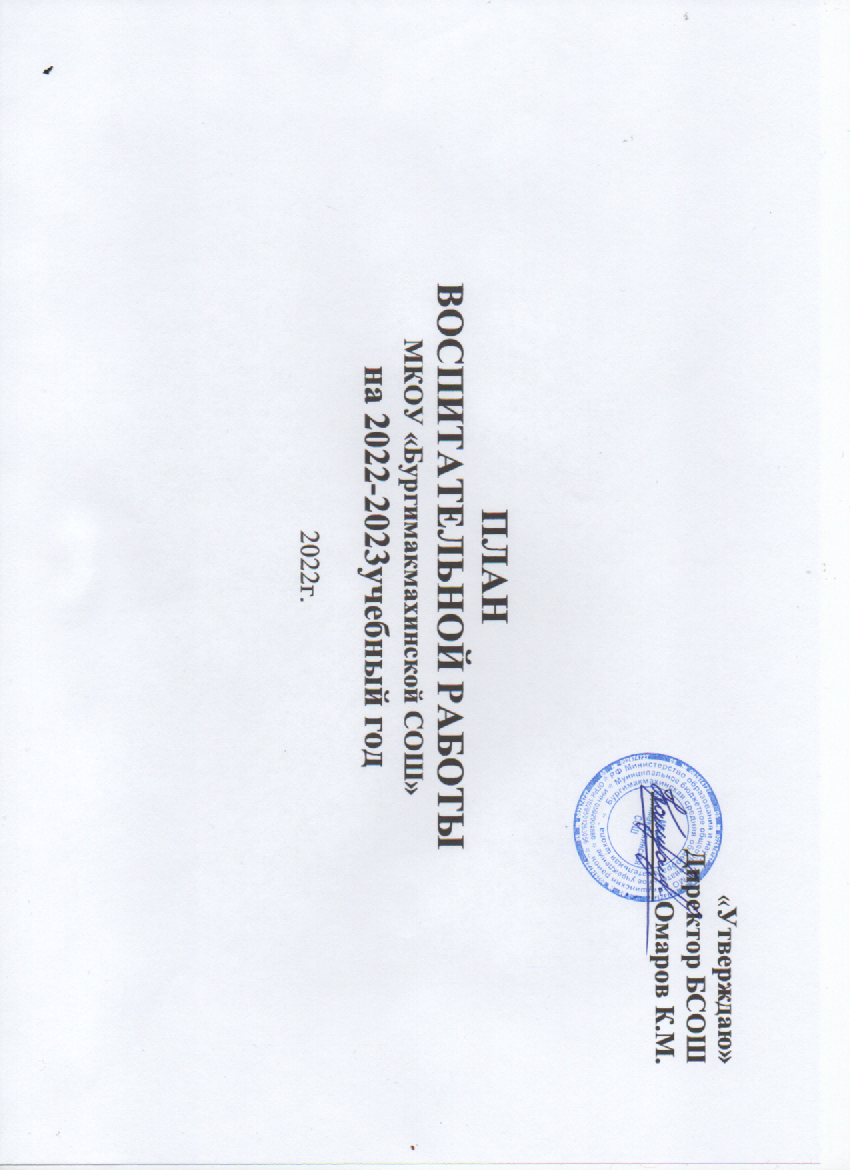 «Утверждаю»
Директор БСОШ
Омаров К.М.
ПЛАН
ВОСПИТАТЕЛЬНОЙ РАБОТЫ
МКОУ «Бургимакмахинской СОШ»
на 2022-2023учебный год
2022г.